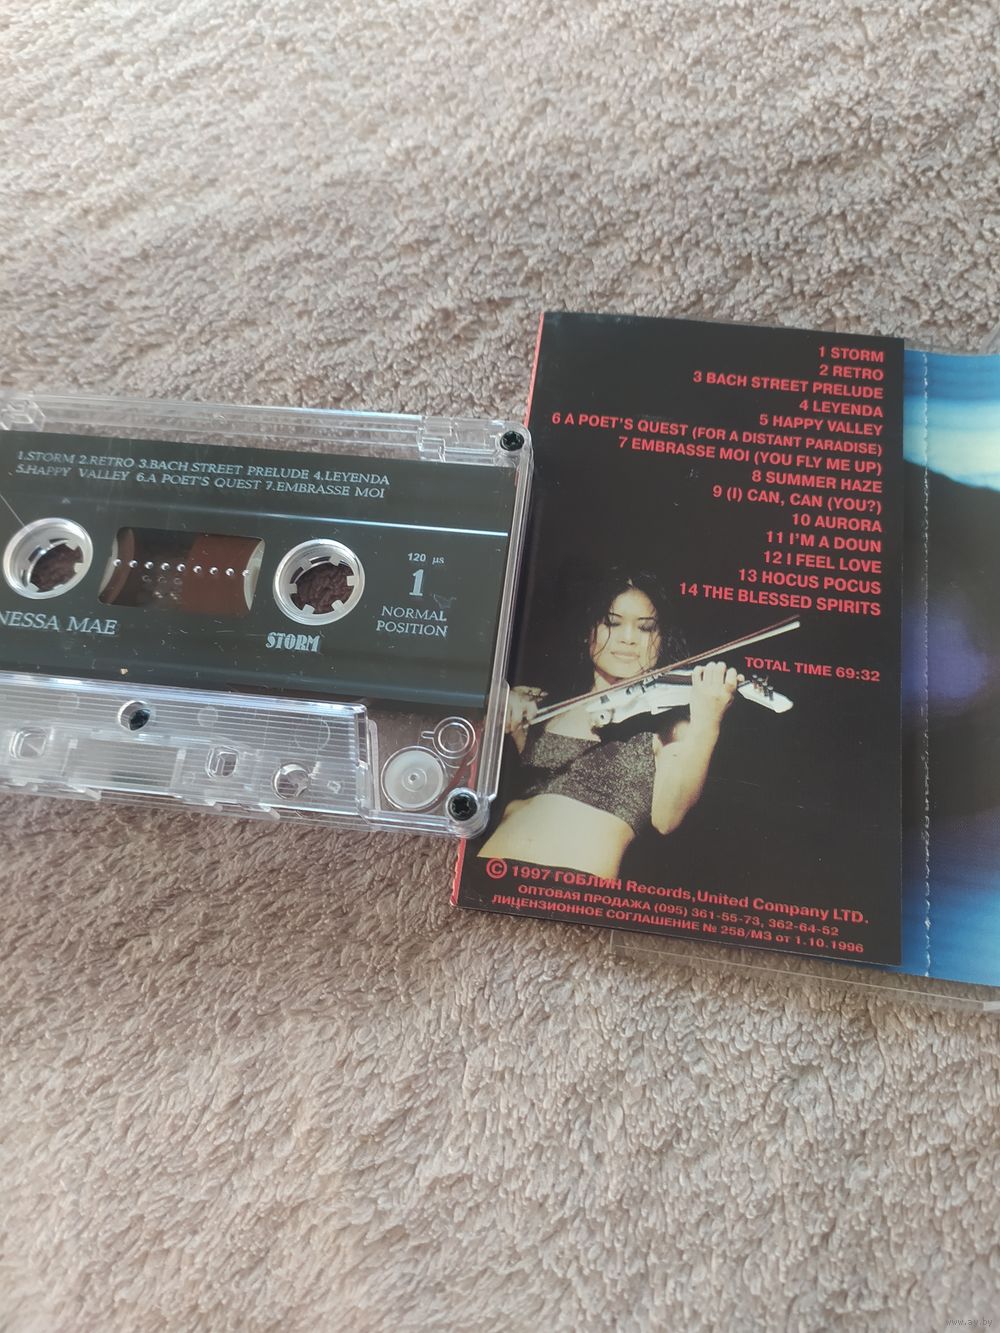 1.STORM 2.RETRO 3.BACH STREET PRELUDE 4.LEYENDA
5.HAPPY VALLEY 6.A POET'S QUEST 7.EMBRASSE MOI
120 μs
1
NORMAL
POSITION
NESSA MAE
STORM
1 STORM
2 RETRO
3 BACH STREET PRELUDE
4 LEYENDA
5 HAPPY VALLEY
6 A POET'S QUEST (FOR A DISTANT PARADISE)
7 EMBRASSE MOI (YOU FLY ME UP)
8 SUMMER HAZE
9 (I) CAN, CAN (YOU?)
10 AURORA
11 I'M A DOUN
12 I FEEL LOVE
13 HOCUS POCUS
14 THE BLESSED SPIRITS
TOTAL TIME 69:32
© 1997 ГОБЛИН Records,United Company LTD.
ОПТОВАЯ ПРОДАЖА (095) 361-55-73, 362-64-52
ЛИЦЕНЗИОННОЕ СОГЛАШЕНИЕ № 258/МЗ от 1.10.1996
www.ay.by